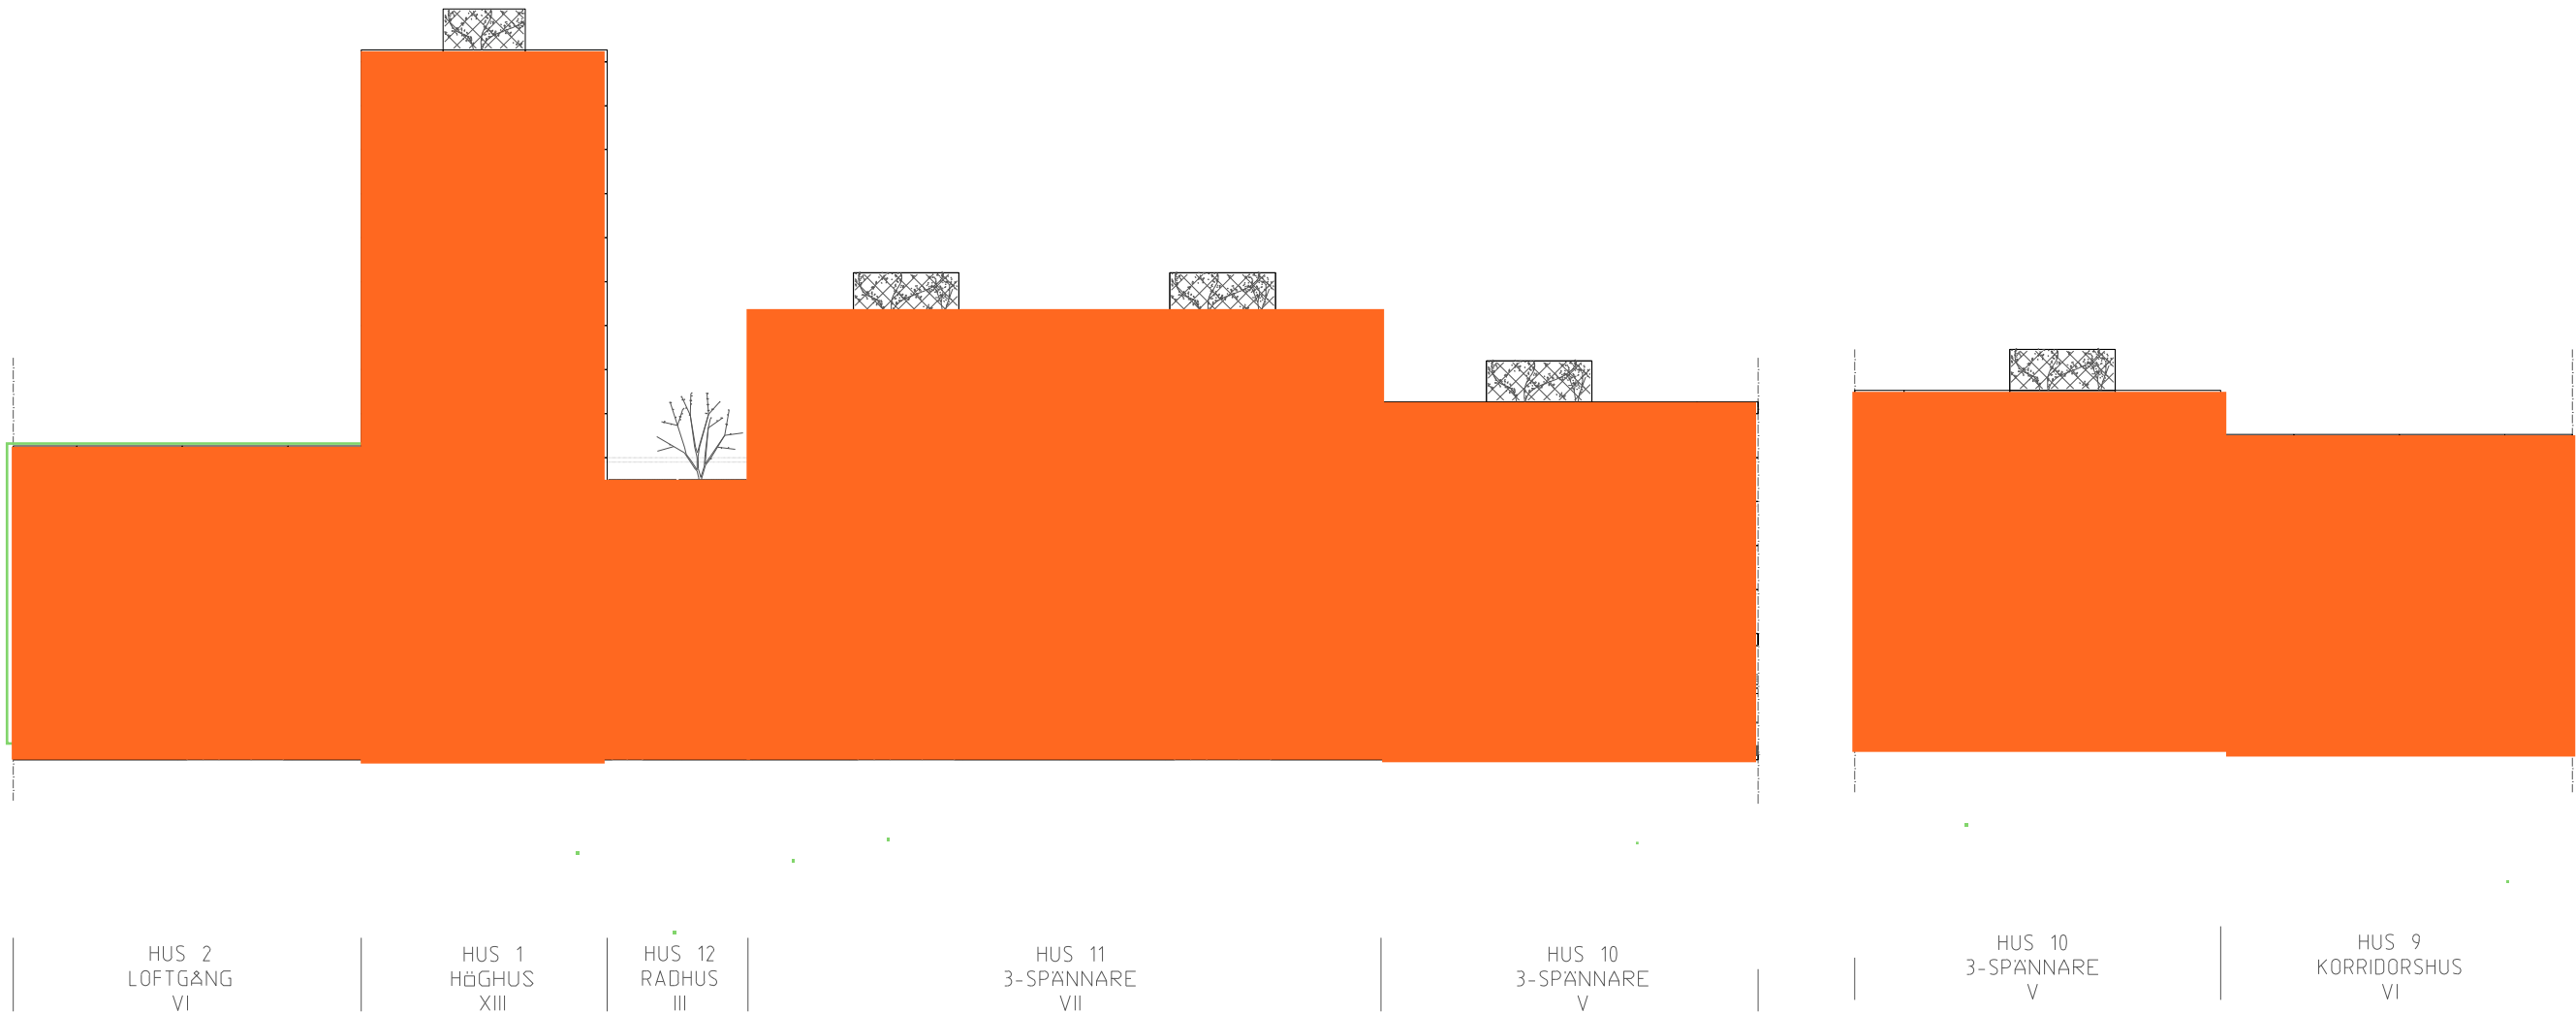 HUS 2
LOFTGÅNG
VI
HUS 1
HÖGHUS
XIII
HUS 12
RADHUS
III
HUS 11
3-SPÄNNARE
VII
HUS 10
3-SPÄNNARE
V
HUS 10
3-SPÄNNARE
V
HUS 9
KORRIDORSHUS
VI